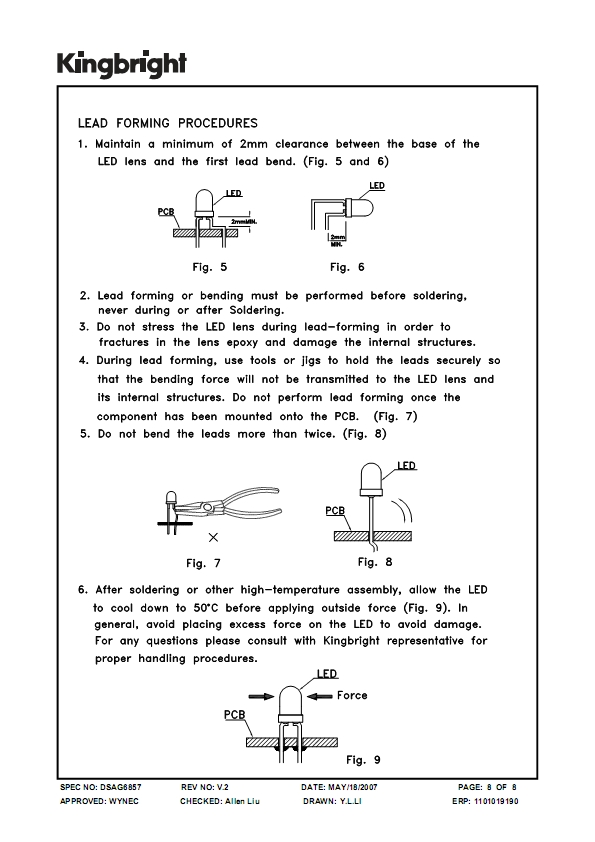 Kingbright
LEAD FORMING PROCEDURES
1. Maintain a minimum of 2mm clearance between the base of the
LED lens and the first lead bend. (Fig. 5 and 6)
LED
PCB
2mmMIN.
Fig. 5
LED
2mm
MIN.
Fig. 6
2. Lead forming or bending must be performed before soldering,
never during or after Soldering.
3. Do not stress the LED lens during lead-forming in order to
fractures in the lens epoxy and damage the internal structures.
4. During lead forming, use tools or jigs to hold the leads securely so
that the bending force will not be transmitted to the LED lens and
its internal structures. Do not perform lead forming once the
component has been mounted onto the PCB. (Fig. 7)
5. Do not bend the leads more than twice. (Fig. 8)
Fig. 7
LED
PCB
Fig. 8
6. After soldering or other high-temperature assembly, allow the LED
to cool down to 50°C before applying outside force (Fig. 9). In
general, avoid placing excess force on the LED to avoid damage.
For any questions please consult with Kingbright representative for
proper handling procedures.
LED
Force
PCB
Fig. 9
SPEC NO: DSAG6857 REV NO: V.2 DATE: MAY/18/2007 PAGE: 8 OF 8
APPROVED: WYNEC CHECKED: Allen Liu DRAWN: Y.L.LI ERP: 1101019190